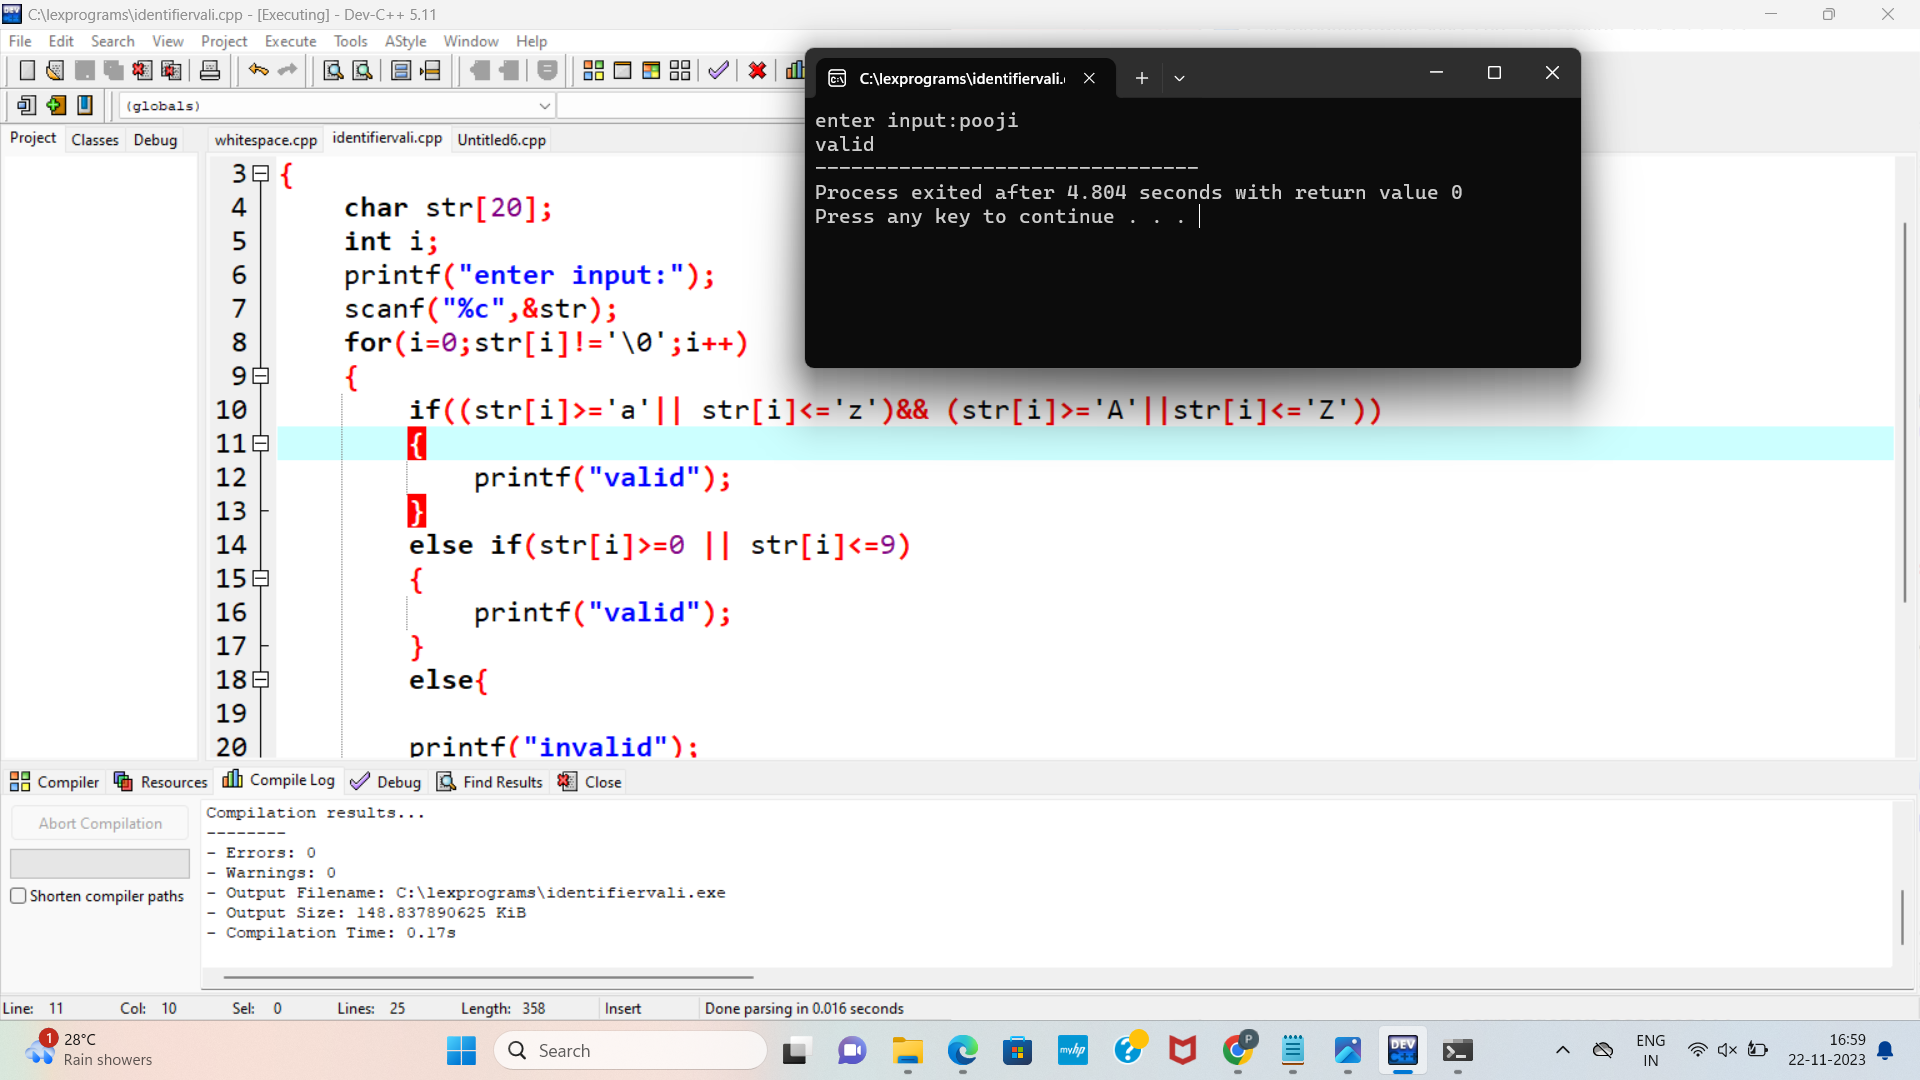 C:\lexprograms\identifiervali.cpp - [Executing] - Dev-C++ 5.11
File Edit Search View Project Execute Tools AStyle Window Help
(globals)
Project Classes Debug
whitespace.cpp identifiervali.cpp Untitled6.cpp
3 {
4 char str[20];
5 int i;
6 printf("enter input:");
7 scanf("%c",&str);
8 for(i=0;str[i]!='\0';i++)
9 {
10 if((str[i]>='a'|| str[i]<='z')&& (str[i]>='A'||str[i]<='Z'))
11 {
12 printf("valid");
13 }
14 else if(str[i]>=0 || str[i]<=9)
15 {
16 printf("valid");
17 }
18 else{
19
20 printf("invalid");
C:\lexprograms\identifiervali.
enter input:pooji
valid
--------------------------------
Process exited after 4.804 seconds with return value 0
Press any key to continue . . .
Compiler Resources Compile Log Debug Find Results Close
Abort Compilation
Shorten compiler paths
Compilation results...
--------
- Errors: 0
- Warnings: 0
- Output Filename: C:\lexprograms\identifiervali.exe
- Output Size: 148.837890625 KiB
- Compilation Time: 0.17s
Line: 11 Col: 10 Sel: 0 Lines: 25 Length: 358 Insert Done parsing in 0.016 seconds
1
28°C
Rain showers
Search
myhp
P
DEV
C++
ENG
IN
16:59
22-11-2023